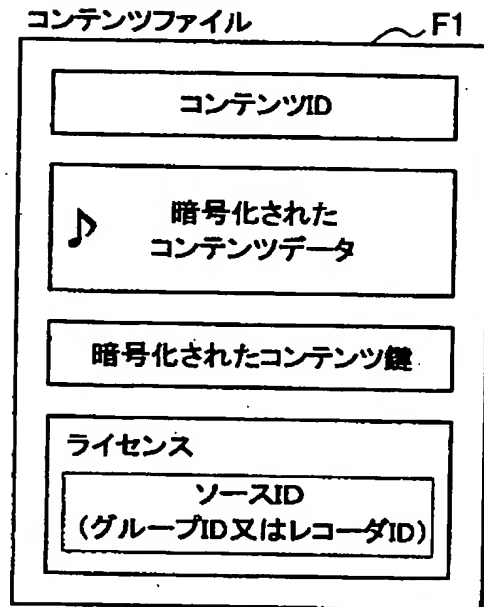 コンテンツファイル
F1
コンテンツID
暗号化された
コンテンツデータ
暗号化されたコンテンツ鍵
ライセンス
ソースID
(グループID又はレコーダID)